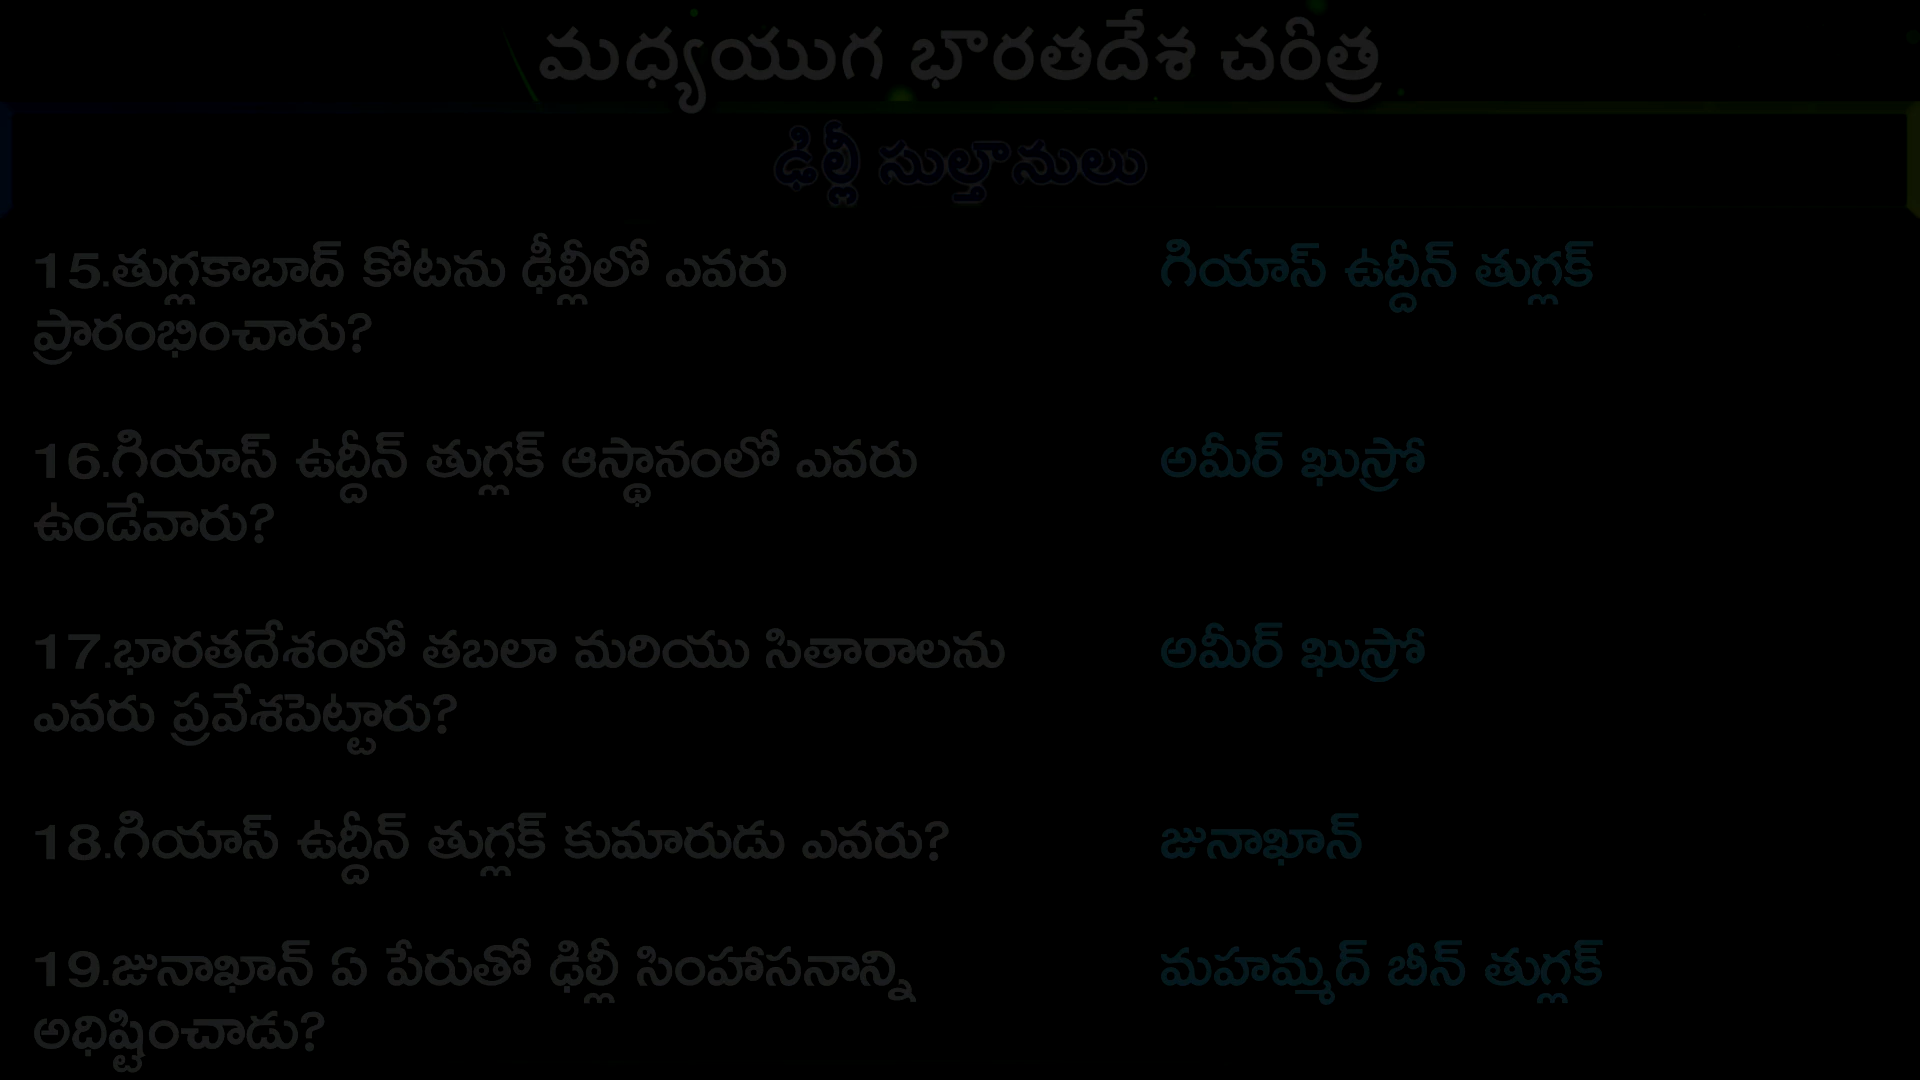 మధ్యయుగ భారతదేశ చరిత్ర
ఢిల్లీ సుల్తానులు
15.తుగ్లకాబాద్ కోటను ఢీల్లీలో ఎవరు
ప్రారంభించారు?
గియాస్ ఉద్దీన్ తుగ్లక్
16.గియాస్ ఉద్దీన్ తుగ్లక్ ఆస్థానంలో ఎవరు
ఉండేవారు?
అమీర్ ఖుస్రో
17.భారతదేశంలో తబలా మరియు సితారాలను
ఎవరు ప్రవేశపెట్టారు?
అమీర్ ఖుస్రో
18.గియాస్ ఉద్దీన్ తుగ్లక్ కుమారుడు ఎవరు?
జునాఖాన్
19.జునాఖాన్ ఏ పేరుతో ఢిల్లీ సింహాసనాన్ని
అధిష్టించాడు?
మహమ్మద్ బీన్ తుగ్లక్